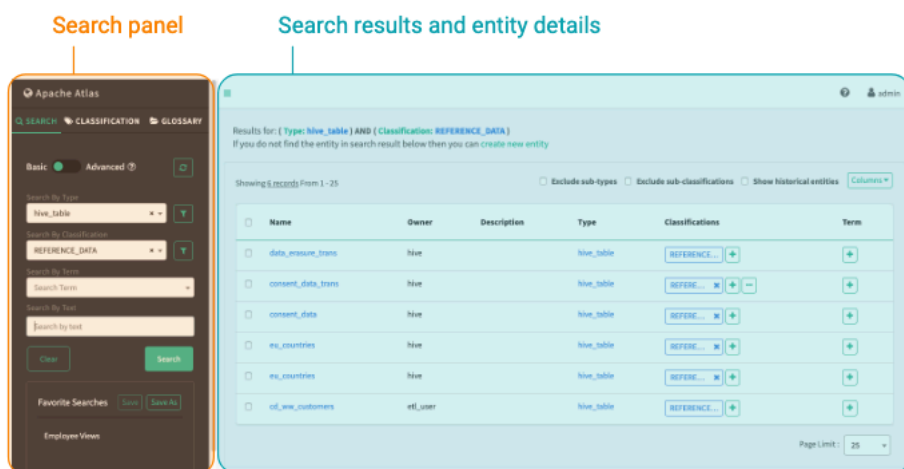 Search panel
Search results and entity details
Apache Atlas
SEARCH CLASSIFICATION GLOSSARY
Basic Advanced
Search By Type
hive_table
Search By Classification
REFERENCE_DATA
Search By Term
Search Term
Search By Text
Search by text
Clear Search
Favorite Searches Save Save As
Employee Views
admin
Results for: ( Type: hive_table ) AND ( Classification: REFERENCE_DATA )
If you do not find the entity in search result below then you can create new entity
Showing 6 records From 1 - 25 Exclude sub-types Exclude sub-classifications Show historical entities Columns
Name Owner Description Type Classifications Term
data_erasure_trans hive hive_table REFERENCE...
consent_data_trans hive hive_table REFERE...
consent_data hive hive_table REFERE...
eu_countries hive hive_table REFERE...
eu_countries hive hive_table REFERE...
cd_ww_customers etl_user hive_table REFERENCE...
Page Limit : 25